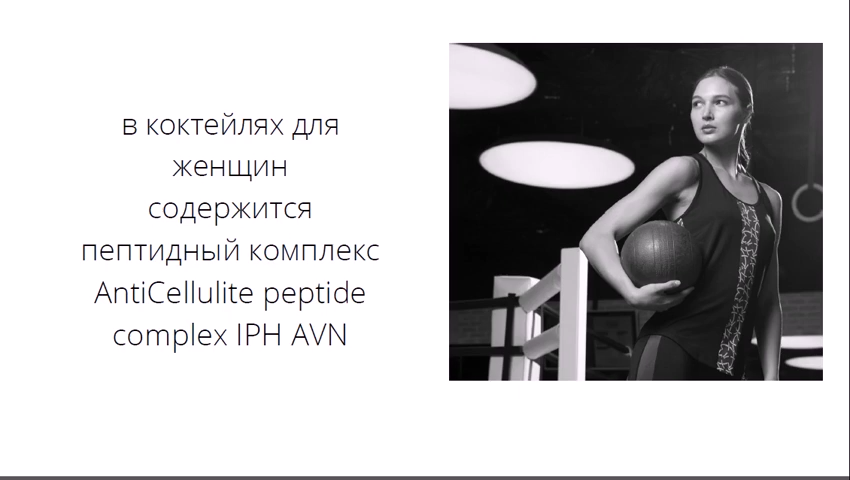 в коктейлях для
женщин
содержится
пептидный комплекс
AntiCellulite peptide
complex IPH AVN